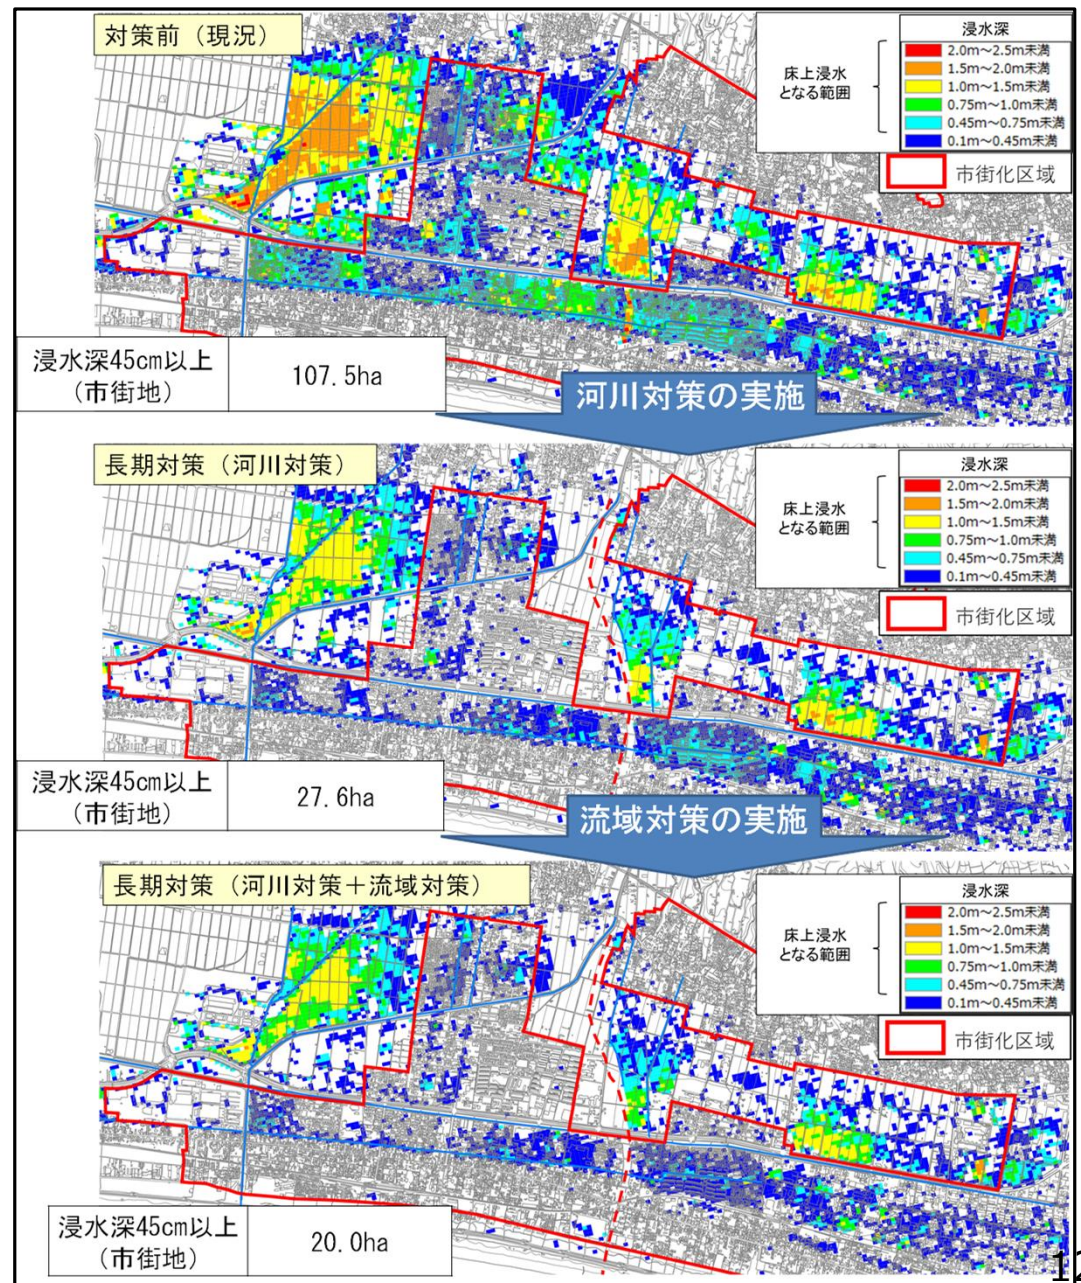 対策前（現況）
床上浸水
となる範囲
浸水深
2.0m～2.5m未満
1.5m～2.0m未満
1.0m～1.5m未満
0.75m～1.0m未満
0.45m～0.75m未満
0.1m～0.45m未満
市街化区域
浸水深45cm以上
（市街地）
107.5ha
河川対策の実施
長期対策（河川対策）
床上浸水
となる範囲
浸水深
2.0m～2.5m未満
1.5m～2.0m未満
1.0m～1.5m未満
0.75m～1.0m未満
0.45m～0.75m未満
0.1m～0.45m未満
市街化区域
浸水深45cm以上
（市街地）
27.6ha
流域対策の実施
長期対策（河川対策＋流域対策）
床上浸水
となる範囲
浸水深
2.0m～2.5m未満
1.5m～2.0m未満
1.0m～1.5m未満
0.75m～1.0m未満
0.45m～0.75m未満
0.1m～0.45m未満
市街化区域
浸水深45cm以上
（市街地）
20.0ha
12